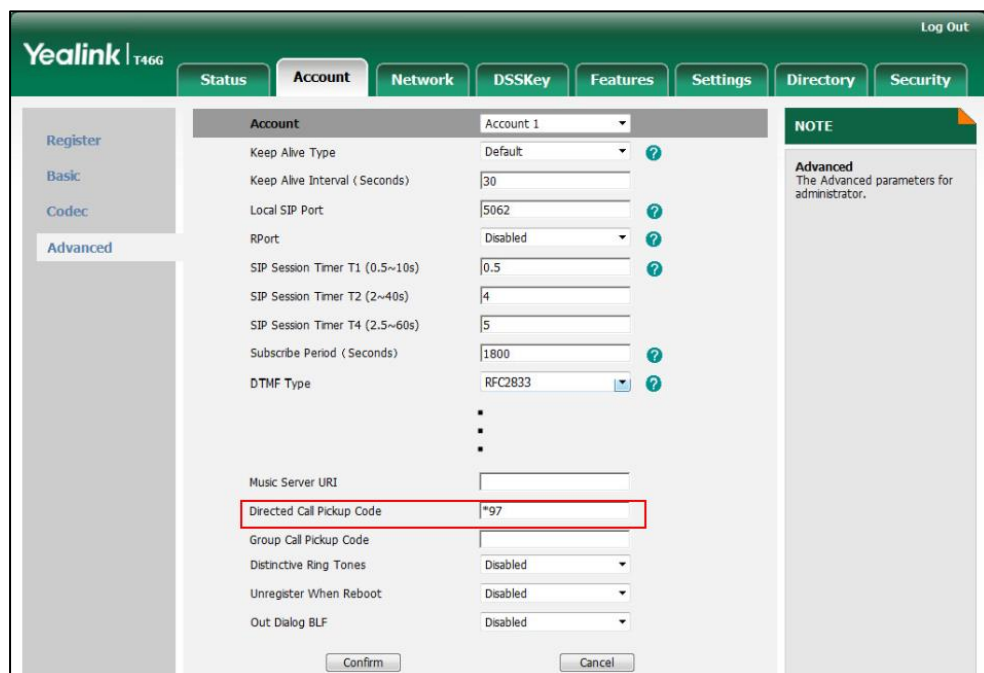 Log Out
Yealink | T46G
Status Account Network DSSKey Features Settings Directory Security
Register
Basic
Codec
Advanced
Account Account 1
Keep Alive Type Default ?
Keep Alive Interval (Seconds) 30
Local SIP Port 5062 ?
RPort Disabled ?
SIP Session Timer T1 (0.5~10s) 0.5 ?
SIP Session Timer T2 (2~40s) 4
SIP Session Timer T4 (2.5~60s) 5
Subscribe Period (Seconds) 1800 ?
DTMF Type RFC2833 ?
Music Server URI
Directed Call Pickup Code *97
Group Call Pickup Code
Distinctive Ring Tones Disabled
Unregister When Reboot Disabled
Out Dialog BLF Disabled
Confirm Cancel
NOTE
Advanced
The Advanced parameters for
administrator.